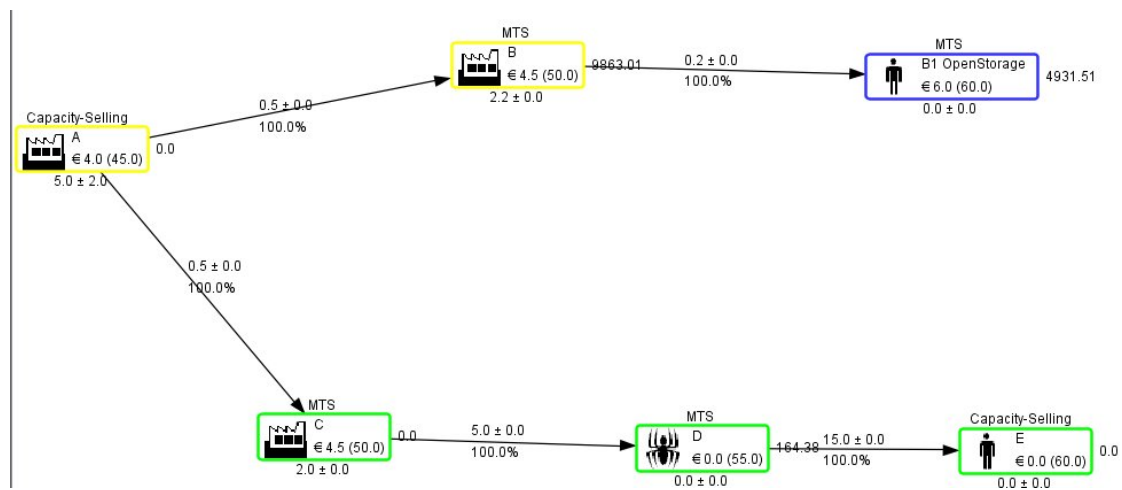 MTS
B
€ 4.5 (50.0)
9863.01
2.2 ± 0.0
0.2 ± 0.0
100.0%
MTS
B1 OpenStorage
€ 6.0 (60.0)
4931.51
0.0 ± 0.0
0.5 ± 0.0
100.0%
Capacity-Selling
A
€ 4.0 (45.0)
0.0
5.0 ± 2.0
0.5 ± 0.0
100.0%
MTS
C
€ 4.5 (50.0)
0.0
2.0 ± 0.0
5.0 ± 0.0
100.0%
MTS
D
€ 0.0 (55.0)
164.38
0.0 ± 0.0
15.0 ± 0.0
100.0%
Capacity-Selling
E
€ 0.0 (60.0)
0.0
0.0 ± 0.0